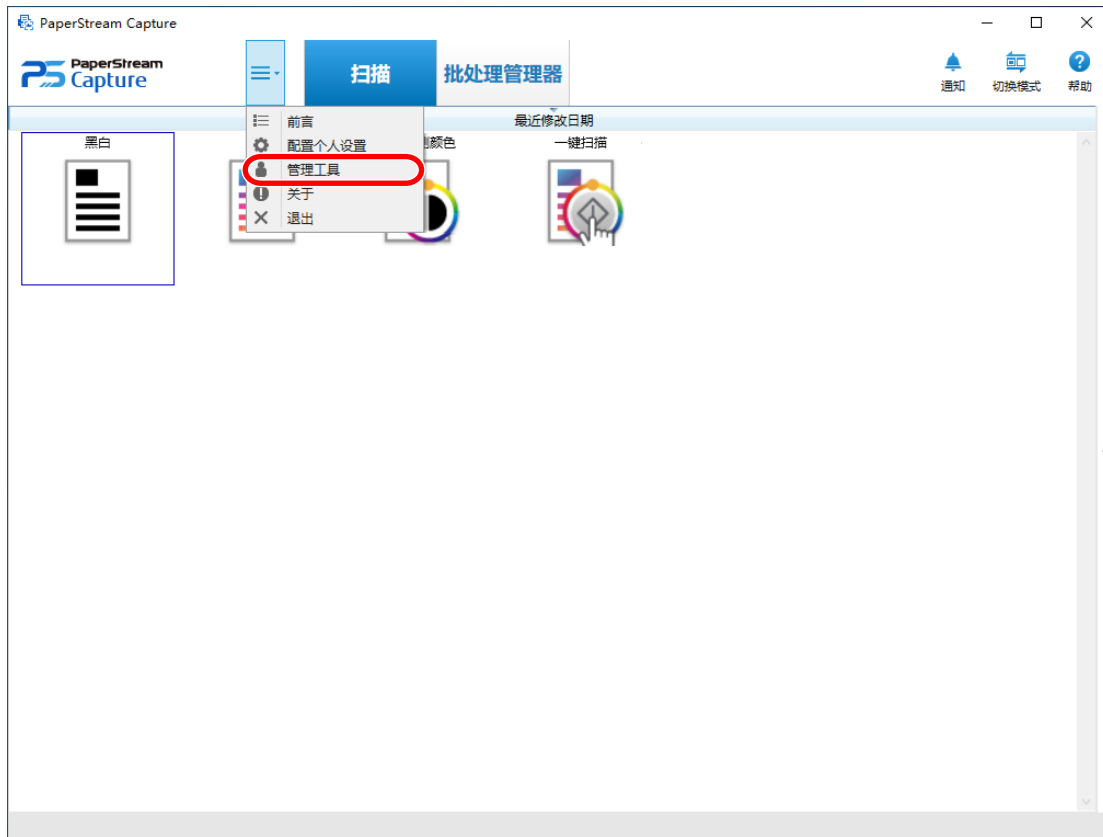 PaperStream Capture
PaperStream
Capture
扫描
批处理管理器
通知
切换模式
帮助
最近修改日期
前言
配置个人设置
管理工具
关于
退出
黑白
颜色
一键扫描